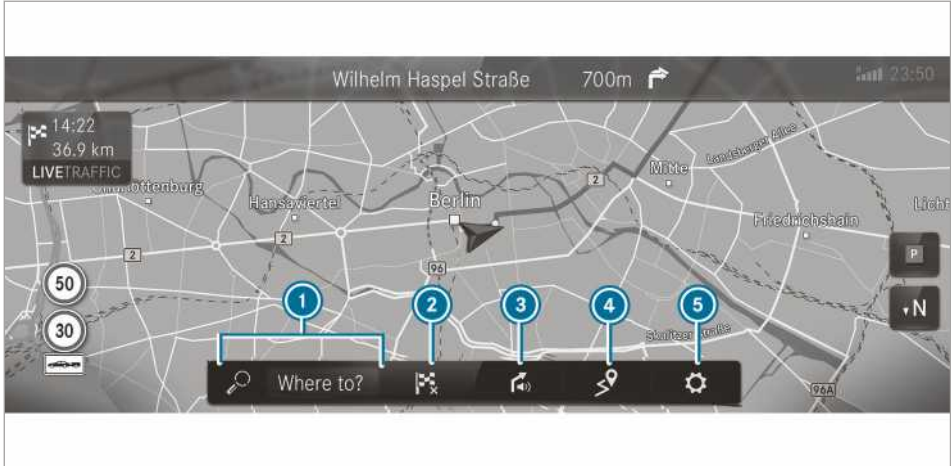 Wilhelm Haspel Straße 700m
23:50
14:22
36.9 km
LIVETRAFFIC
Mitte
Landsberger Allee
2
Hansaviertel
Berlin
Friedrichshain
2
2
P
96
50
1
2
3
4
5
N
30
Where to?
96A